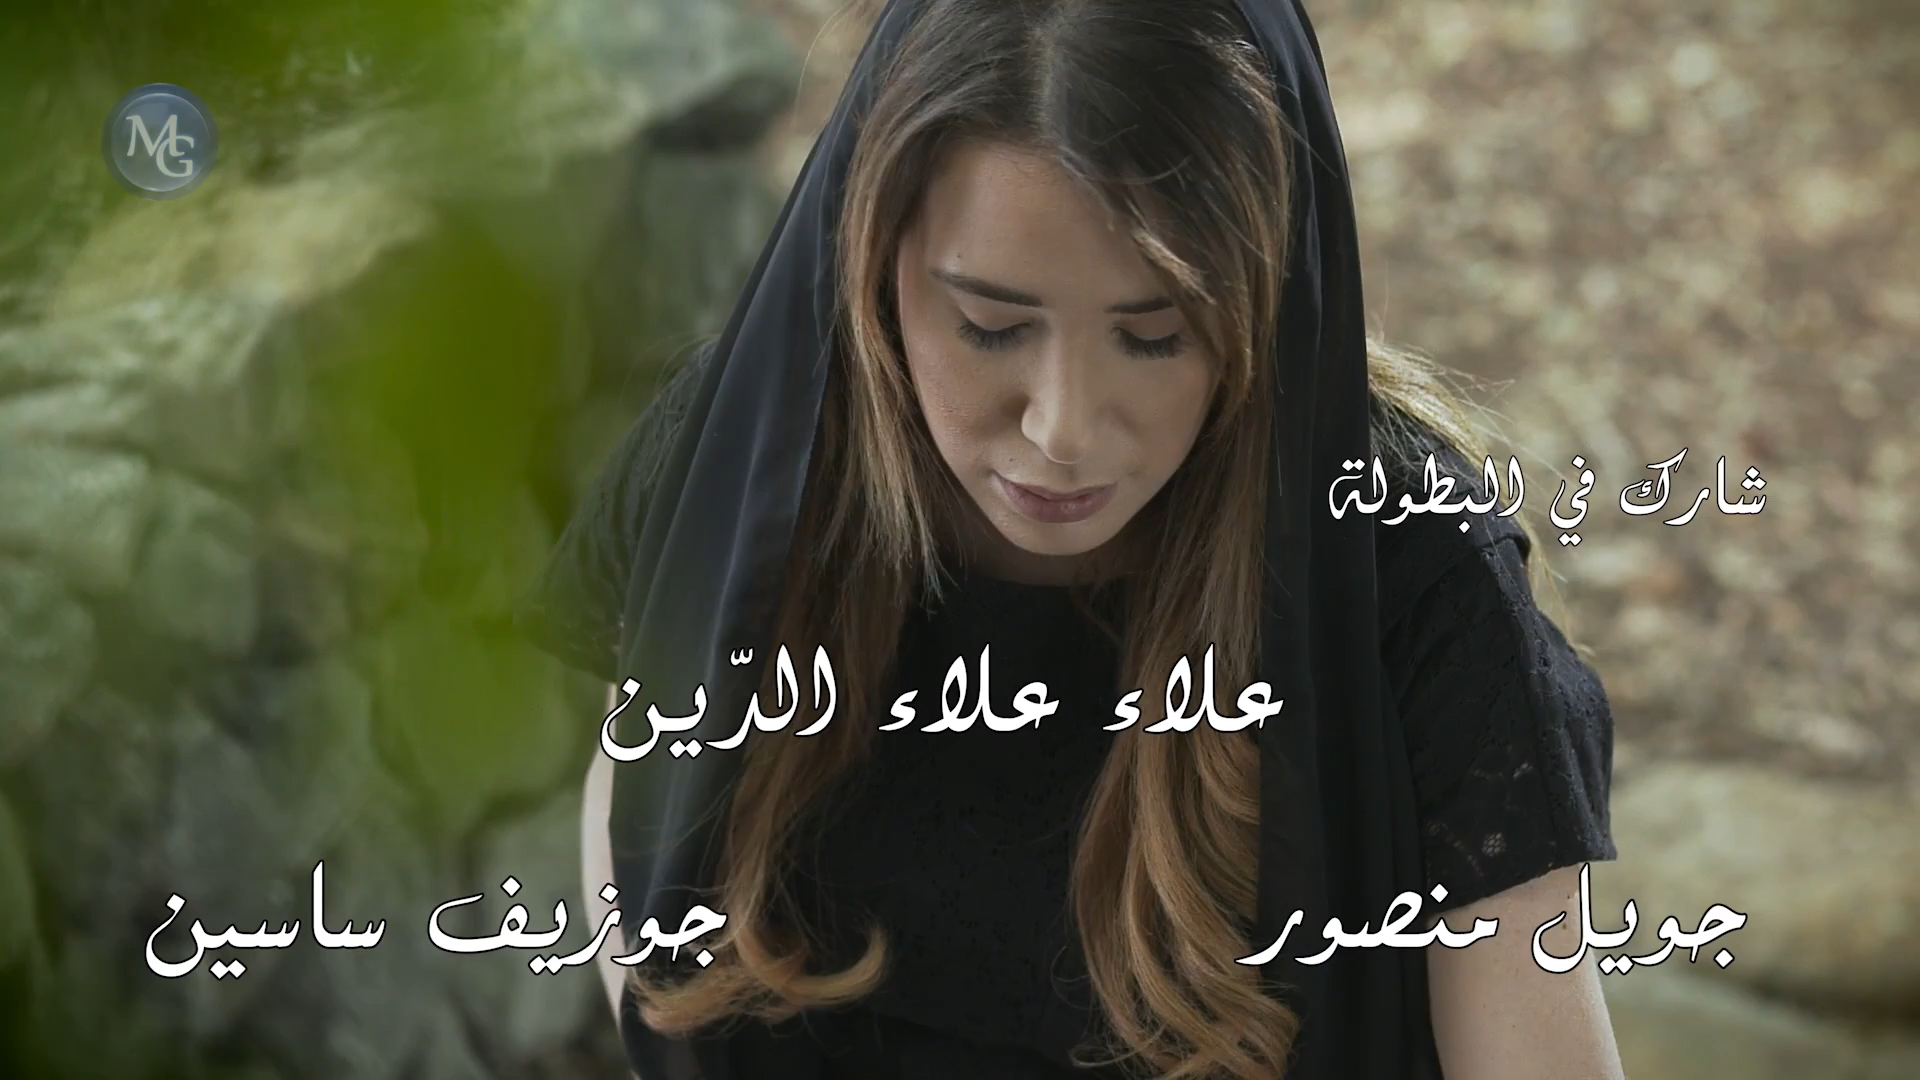 MG
شارك في البطولة
علاء علاء الدّين
جويل منصور
جوزيف ساسين